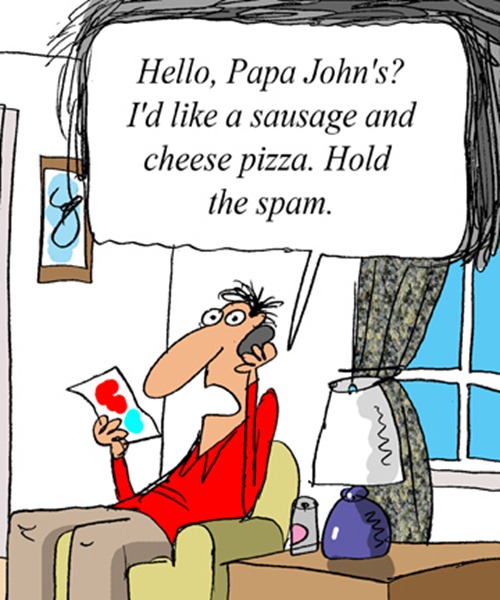 Hello, Papa John's?
I'd like a sausage and
cheese pizza. Hold
the spam.